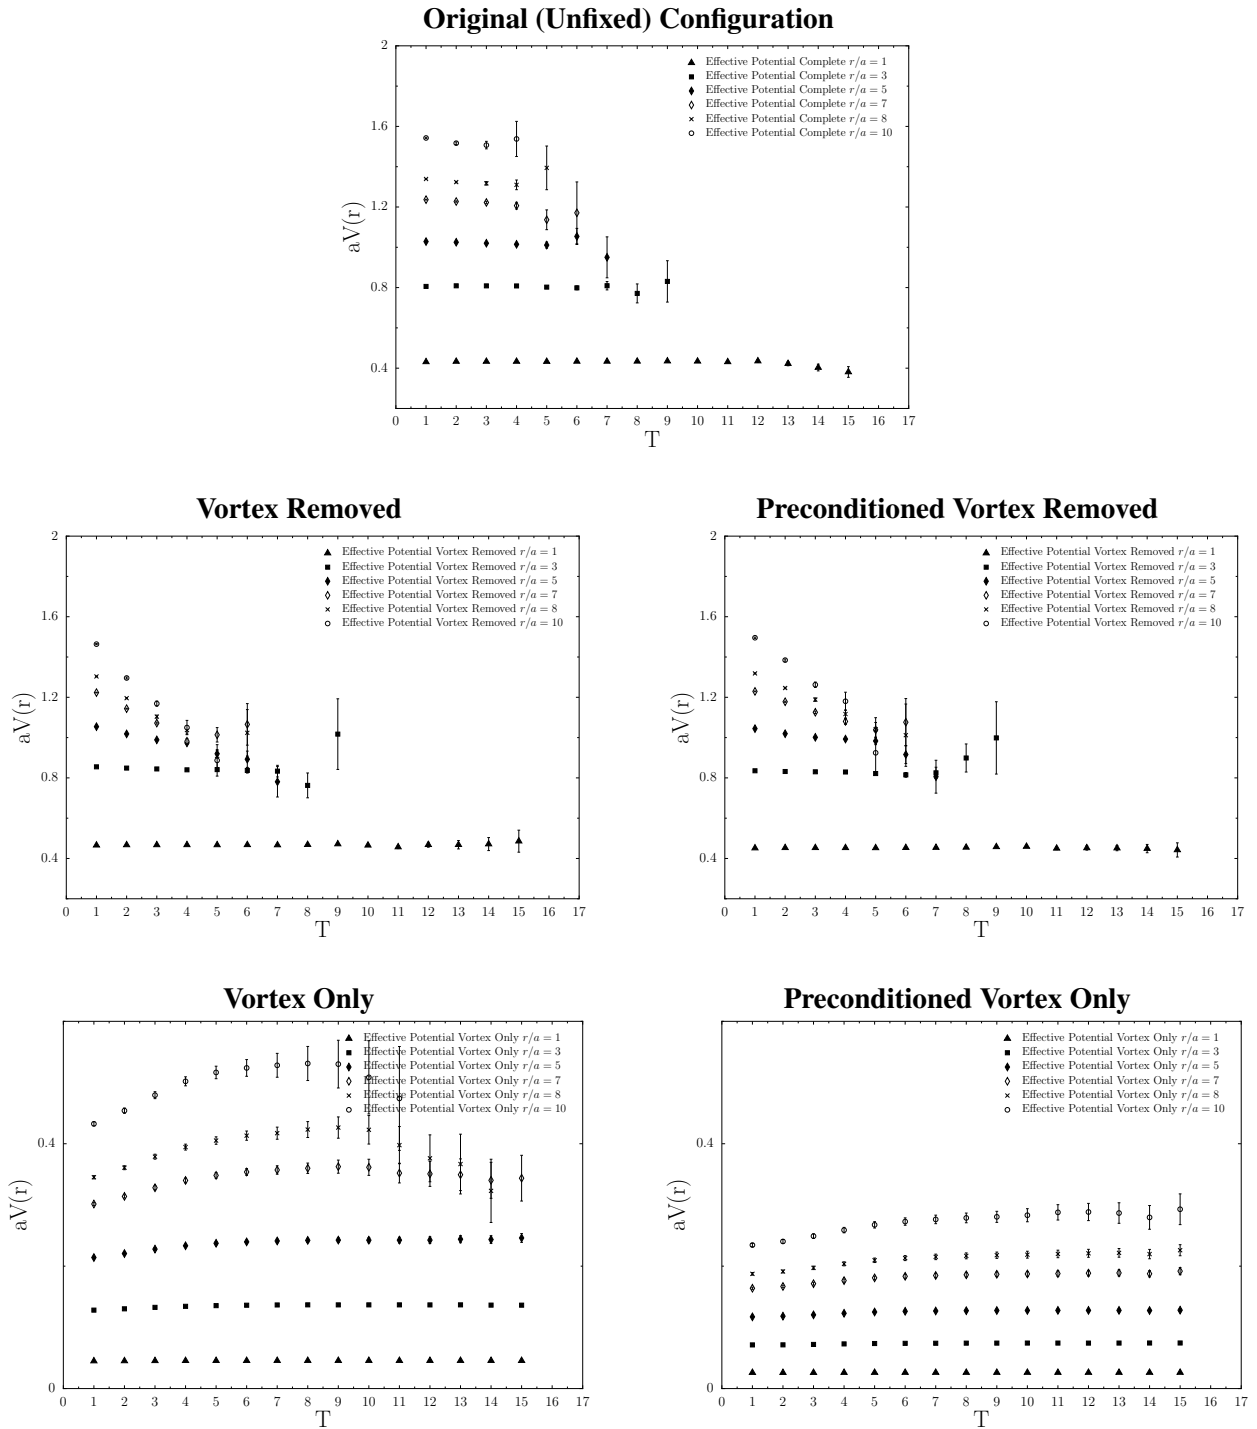 Original (Unfixed) Configuration
2
1.6
1.2
0.8
0.4
aV(r)
Effective Potential Complete r/a = 1
Effective Potential Complete r/a = 3
Effective Potential Complete r/a = 5
Effective Potential Complete r/a = 7
Effective Potential Complete r/a = 8
Effective Potential Complete r/a = 10
0 1 2 3 4 5 6 7 8 9 10 11 12 13 14 15 16 17
T
Vortex Removed
2
1.6
1.2
0.8
0.4
aV(r)
Effective Potential Vortex Removed r/a = 1
Effective Potential Vortex Removed r/a = 3
Effective Potential Vortex Removed r/a = 5
Effective Potential Vortex Removed r/a = 7
Effective Potential Vortex Removed r/a = 8
Effective Potential Vortex Removed r/a = 10
0 1 2 3 4 5 6 7 8 9 10 11 12 13 14 15 16 17
T
Preconditioned Vortex Removed
2
1.6
1.2
0.8
0.4
aV(r)
Effective Potential Vortex Removed r/a = 1
Effective Potential Vortex Removed r/a = 3
Effective Potential Vortex Removed r/a = 5
Effective Potential Vortex Removed r/a = 7
Effective Potential Vortex Removed r/a = 8
Effective Potential Vortex Removed r/a = 10
0 1 2 3 4 5 6 7 8 9 10 11 12 13 14 15 16 17
T
Vortex Only
0.4
0
aV(r)
Effective Potential Vortex Only r/a = 1
Effective Potential Vortex Only r/a = 3
Effective Potential Vortex Only r/a = 5
Effective Potential Vortex Only r/a = 7
Effective Potential Vortex Only r/a = 8
Effective Potential Vortex Only r/a = 10
0 1 2 3 4 5 6 7 8 9 10 11 12 13 14 15 16 17
T
Preconditioned Vortex Only
0.4
0
aV(r)
Effective Potential Vortex Only r/a = 1
Effective Potential Vortex Only r/a = 3
Effective Potential Vortex Only r/a = 5
Effective Potential Vortex Only r/a = 7
Effective Potential Vortex Only r/a = 8
Effective Potential Vortex Only r/a = 10
0 1 2 3 4 5 6 7 8 9 10 11 12 13 14 15 16 17
T